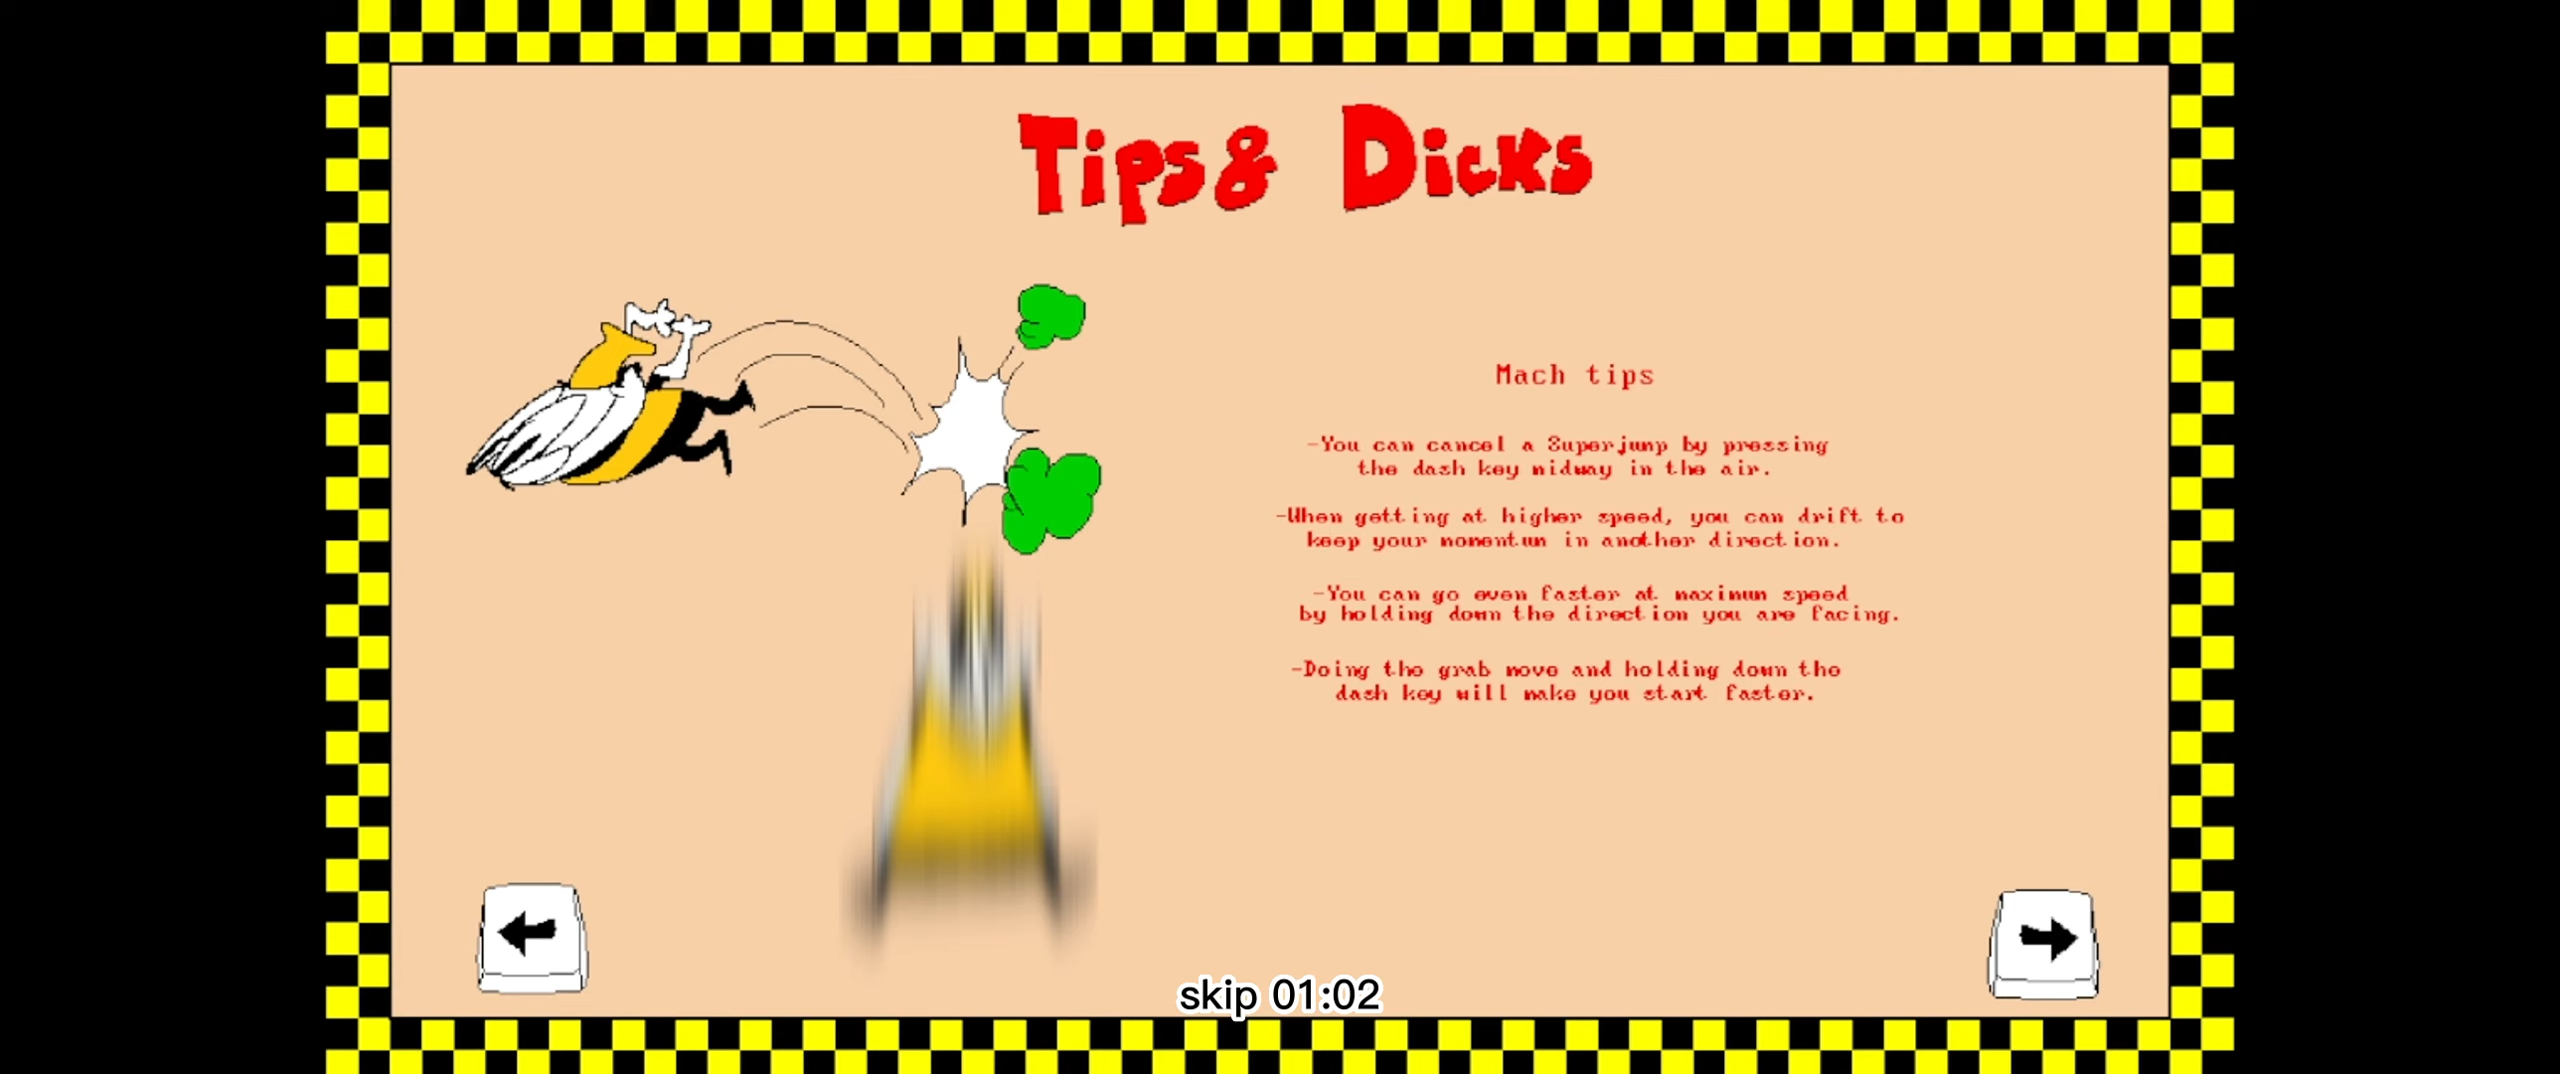 Tips & Dicks
Mach tips
-You can cancel a Superjump by pressing
the dash key midway in the air.
-When getting at higher speed, you can drift to
keep your momentum in another direction.
-You can go even faster at maximum speed
by holding down the direction you are facing.
-Doing the grab move and holding down the
dash key will make you start faster.
skip 01:02